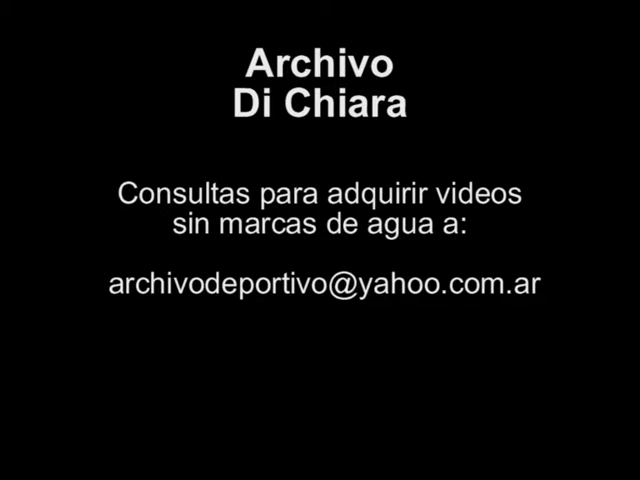 Archivo
Di Chiara
Consultas para adquirir videos
sin marcas de agua a:
archivodeportivo@yahoo.com.ar